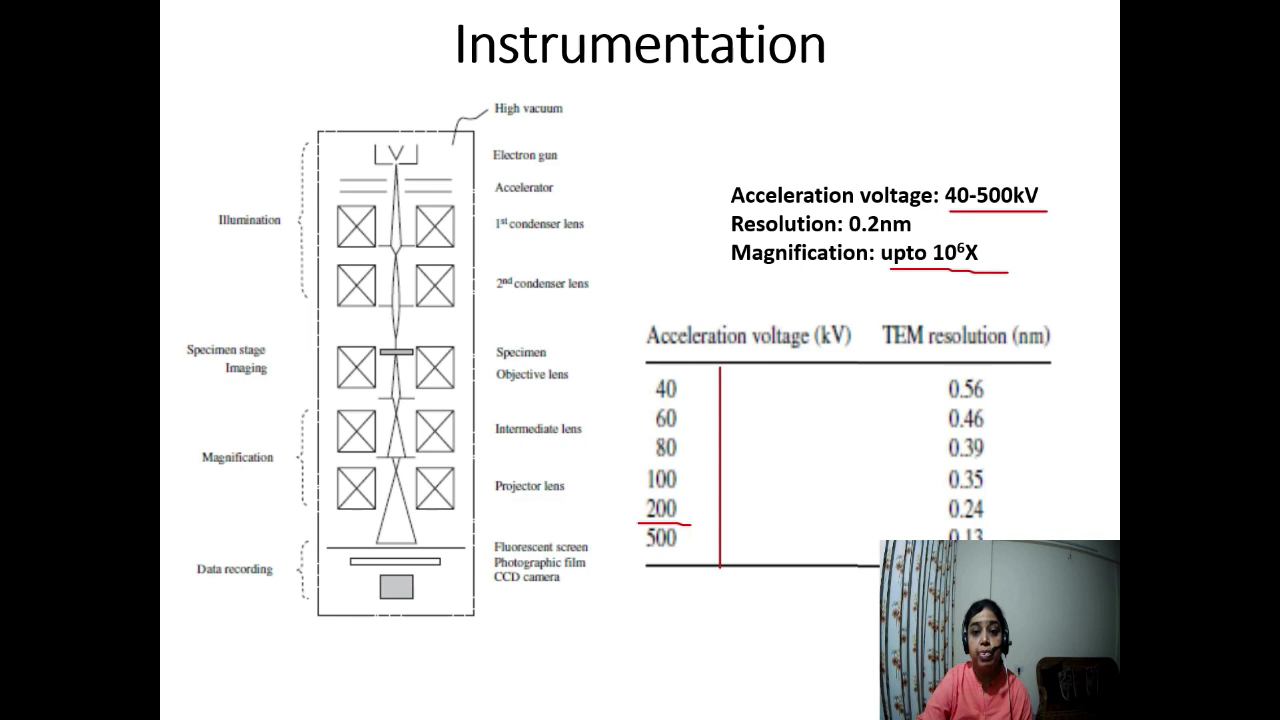 Instrumentation
High vacuum
Electron gun
Accelerator
Illumination
1st condenser lens
2nd condenser lens
Specimen stage
Imaging
Specimen
Objective lens
Intermediate lens
Magnification
Projector lens
Fluorescent screen
Photographic film
CCD camera
Data recording
Acceleration voltage: 40-500kV
Resolution: 0.2nm
Magnification: upto 10⁶X
Acceleration voltage (kV) TEM resolution (nm)
40 0.56
60 0.46
80 0.39
100 0.35
200 0.24
500 0.13